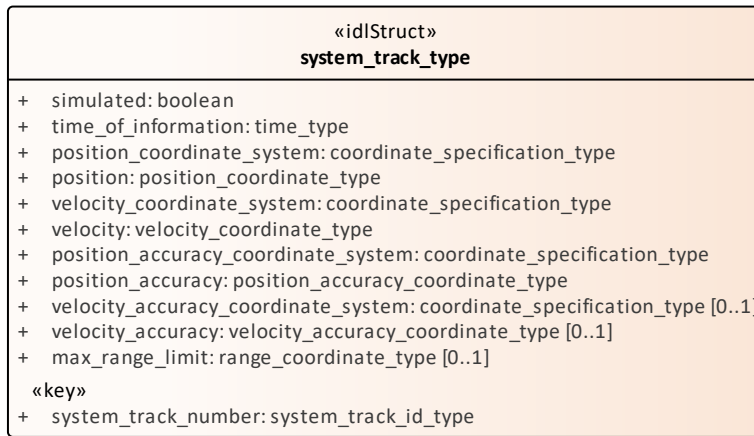 «idlStruct»
system_track_type
+ simulated: boolean
+ time_of_information: time_type
+ position_coordinate_system: coordinate_specification_type
+ position: position_coordinate_type
+ velocity_coordinate_system: coordinate_specification_type
+ velocity: velocity_coordinate_type
+ position_accuracy_coordinate_system: coordinate_specification_type
+ position_accuracy: position_accuracy_coordinate_type
+ velocity_accuracy_coordinate_system: coordinate_specification_type [0..1]
+ velocity_accuracy: velocity_accuracy_coordinate_type [0..1]
+ max_range_limit: range_coordinate_type [0..1]
«key»
+ system_track_number: system_track_id_type